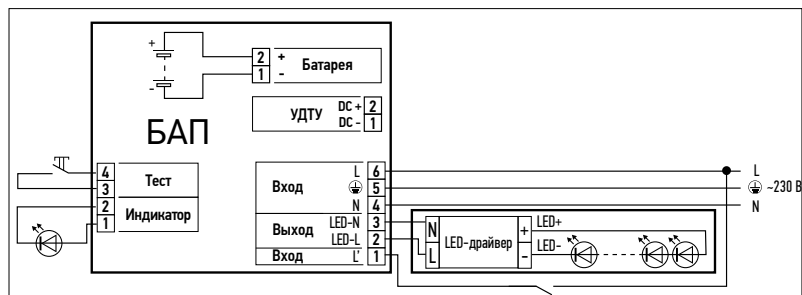 +
-
БАП
2 +
1 -
Батарея
УДТУ
DC + 2
DC - 1
4
3
Тест
2
1
Индикатор
Вход
L 6
5
N 4
Выход
LED-N 3
LED-L 2
Вход
L' 1
L
~230 В
N
N
L
LED-драйвер
+
-
LED+
LED-